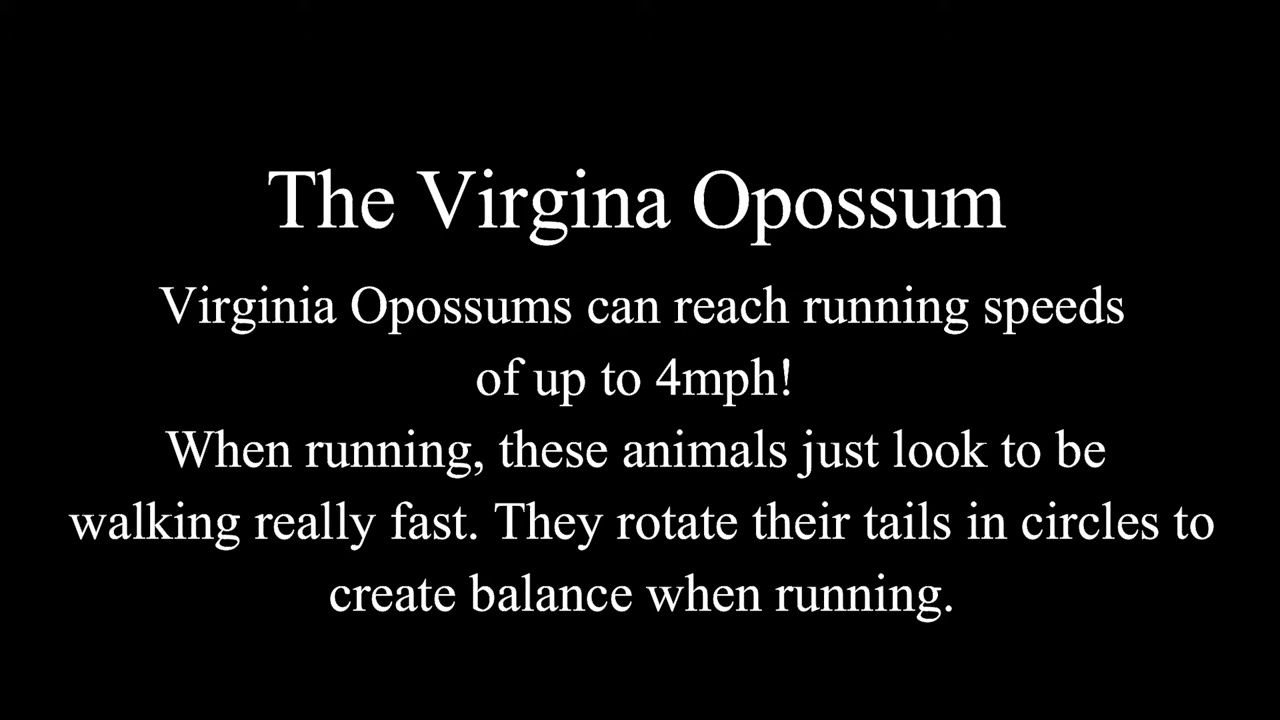 The Virgina Opossum
Virginia Opossums can reach running speeds
of up to 4mph!
When running, these animals just look to be
walking really fast. They rotate their tails in circles to
create balance when running.